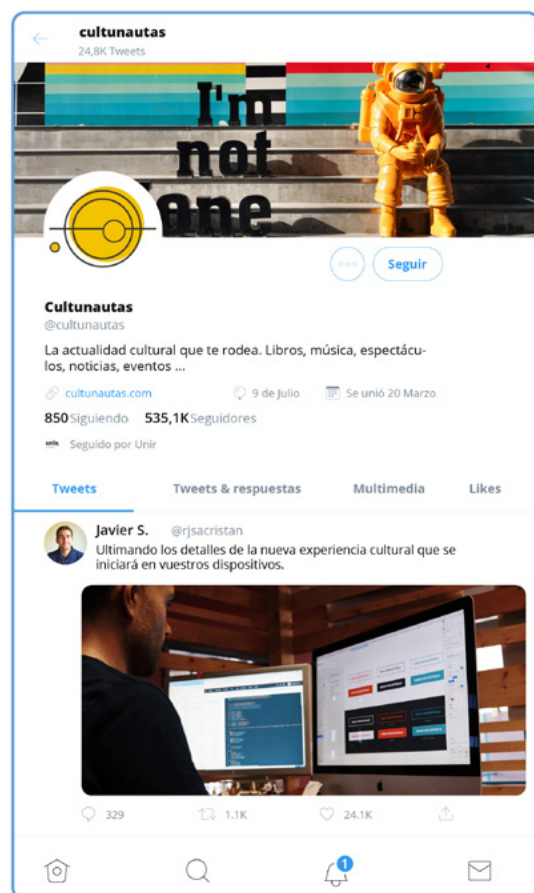 cultunautas
24,8K Tweets
I'm
not
one
Seguir
Cultunautas
@cultunautas
La actualidad cultural que te rodea. Libros, música, espectácu-
los, noticias, eventos ...
cultunautas.com 9 de Julio Se unió 20 Marzo
850 Siguiendo 535,1K Seguidores
unir Seguido por Unir
Tweets Tweets & respuestas Multimedia Likes
Javier S. @rjsacristan
Ultimando los detalles de la nueva experiencia cultural que se
iniciará en vuestros dispositivos.
329 1.1K 24.1K
1